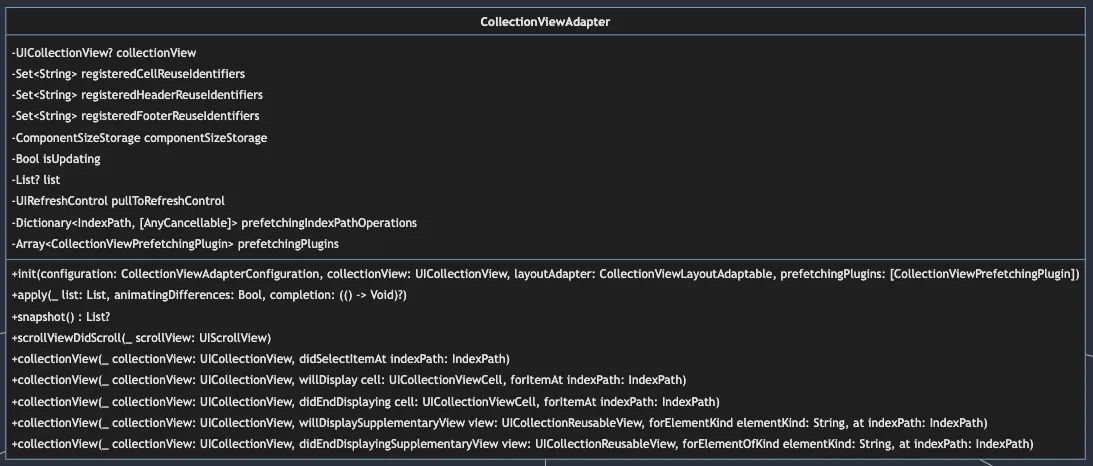 CollectionViewAdapter
-UICollectionView? collectionView
-Set<String> registeredCellReuseIdentifiers
-Set<String> registeredHeaderReuseIdentifiers
-Set<String> registeredFooterReuseIdentifiers
-ComponentSizeStorage componentSizeStorage
-Bool isUpdating
-List? list
-UIRefreshControl pullToRefreshControl
-Dictionary<IndexPath, [AnyCancellable]> prefetchingIndexPathOperations
-Array<CollectionViewPrefetchingPlugin> prefetchingPlugins
+init(configuration: CollectionViewAdapterConfiguration, collectionView: UICollectionView, layoutAdapter: CollectionViewLayoutAdaptable, prefetchingPlugins: [CollectionViewPrefetchingPlugin])
+apply(_ list: List, animatingDifferences: Bool, completion: (() -> Void)?)
+snapshot() : List?
+scrollViewDidScroll(_ scrollView: UIScrollView)
+collectionView(_ collectionView: UICollectionView, didSelectItemAt indexPath: IndexPath)
+collectionView(_ collectionView: UICollectionView, willDisplay cell: UICollectionViewCell, forItemAt indexPath: IndexPath)
+collectionView(_ collectionView: UICollectionView, didEndDisplaying cell: UICollectionViewCell, forItemAt indexPath: IndexPath)
+collectionView(_ collectionView: UICollectionView, willDisplaySupplementaryView view: UICollectionReusableView, forElementKind elementKind: String, at indexPath: IndexPath)
+collectionView(_ collectionView: UICollectionView, didEndDisplayingSupplementaryView view: UICollectionReusableView, forElementOfKind elementKind: String, at indexPath: IndexPath)